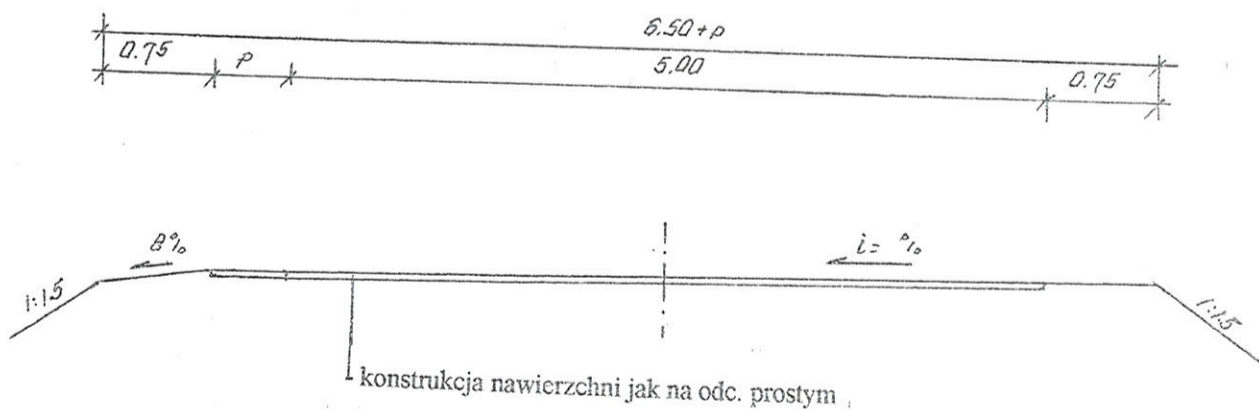 6.50+p
0.75
p
5.00
0.75
8%
i= %
1:1.5
1:1.5
konstrukcja nawierzchni jak na odc. prostym